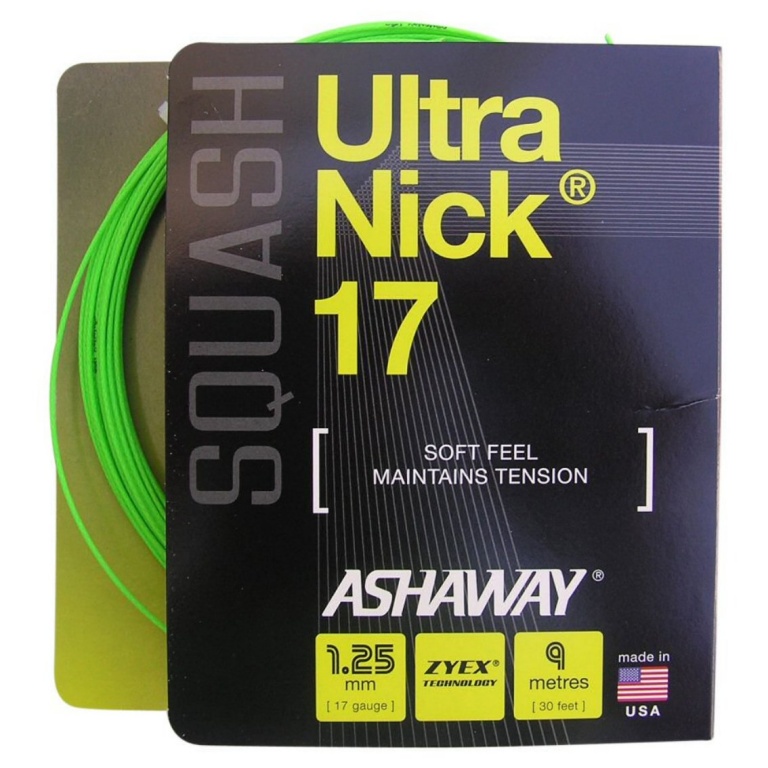 SQUASH
Ultra
Nick®
17
SOFT FEEL
MAINTAINS TENSION
ASHAWAY®
1.25
mm
[ 17 gauge ]
ZYEX®
TECHNOLOGY
9
metres
[ 30 feet ]
made in
USA